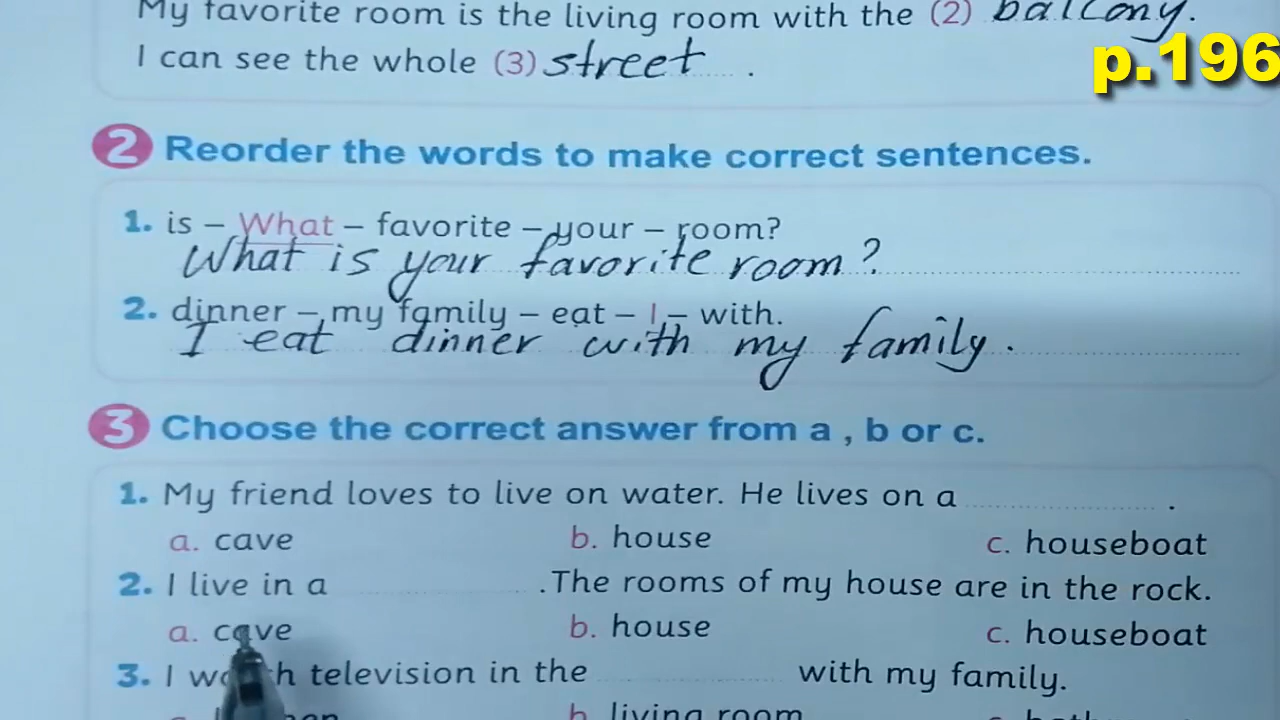 My favorite room is the living room with the (2) balcony.
p.196
I can see the whole (3) street .
2 Reorder the words to make correct sentences.
1. is – What – favorite – your – room?
What is your favorite room?
2. dinner – my family – eat – I – with.
I eat dinner with my family.
3 Choose the correct answer from a , b or c.
1. My friend loves to live on water. He lives on a .
a. cave b. house c. houseboat
2. I live in a .The rooms of my house are in the rock.
a. cave b. house c. houseboat
3. I watch television in the with my family.
b. living room